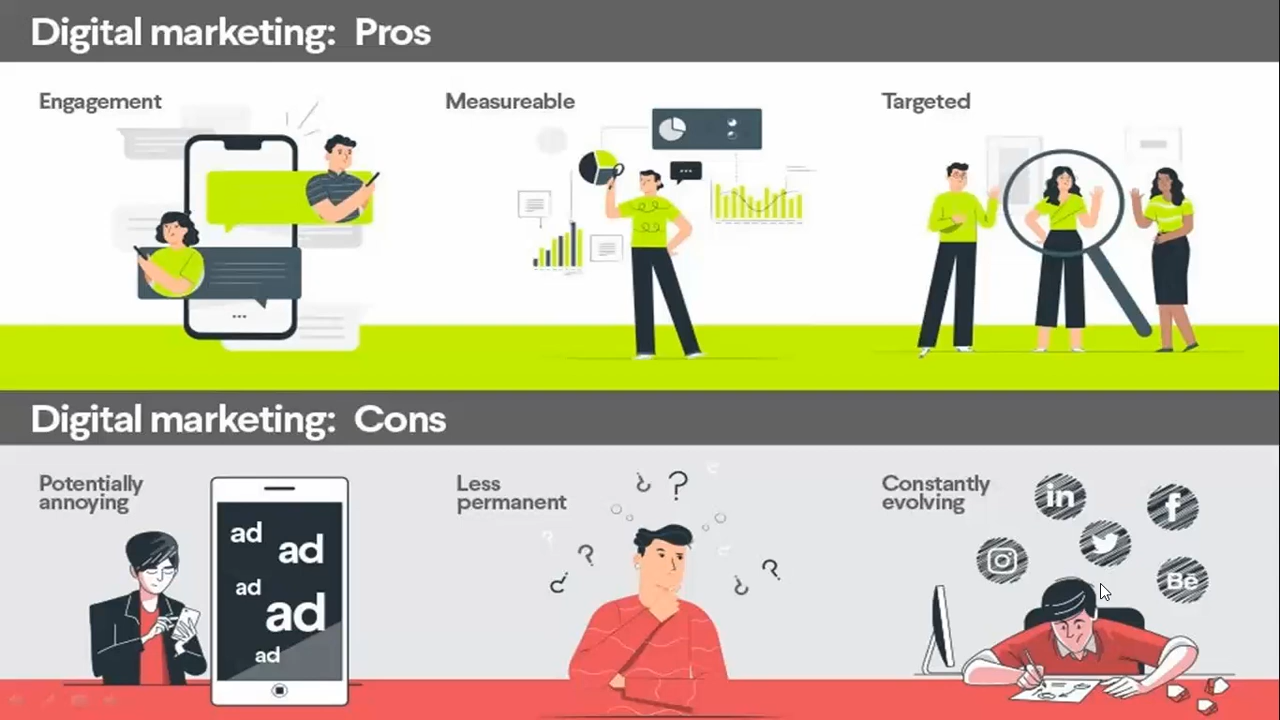 Digital marketing: Pros
Engagement
Measureable
Targeted
Digital marketing: Cons
Potentially
annoying
Less
permanent
Constantly
evolving
ad
ad
ad
ad
ad
? ?
? ?
? ?
in
f
Be